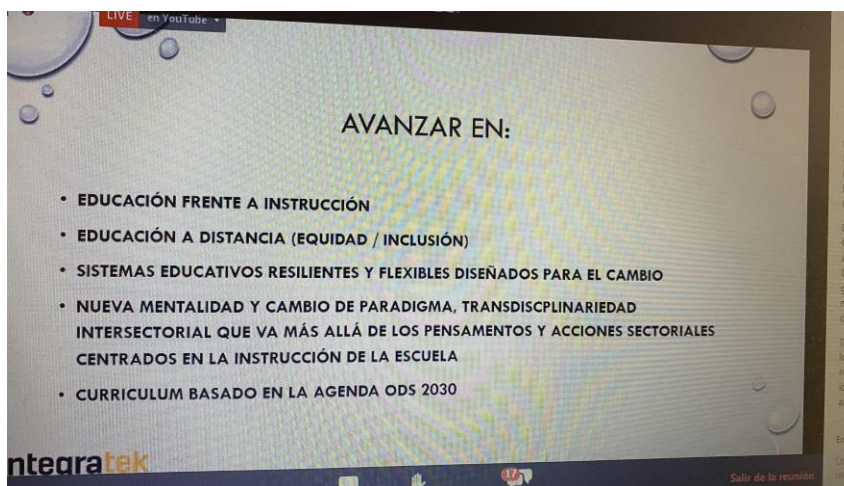 LIVE en YouTube
AVANZAR EN:
• EDUCACIÓN FRENTE A INSTRUCCIÓN
• EDUCACIÓN A DISTANCIA (EQUIDAD / INCLUSIÓN)
• SISTEMAS EDUCATIVOS RESILIENTES Y FLEXIBLES DISEÑADOS PARA EL CAMBIO
• NUEVA MENTALIDAD Y CAMBIO DE PARADIGMA, TRANSDISCPLINARIEDAD
INTERSECTORIAL QUE VA MÁS ALLÁ DE LOS PENSAMENTOS Y ACCIONES SECTORIALES
CENTRADOS EN LA INSTRUCCIÓN DE LA ESCUELA
• CURRICULUM BASADO EN LA AGENDA ODS 2030
ntegratek
17
Salir de la reunión